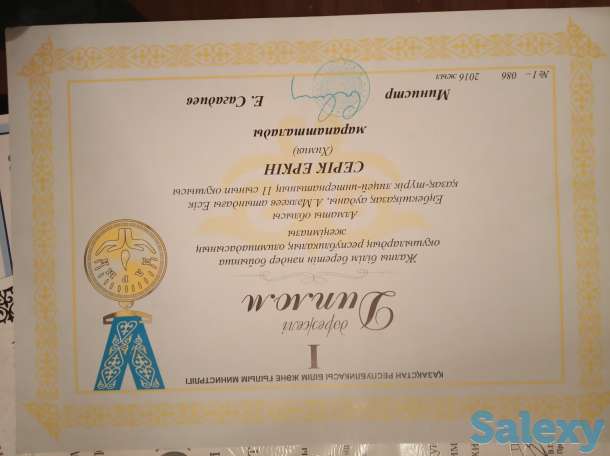 ҚАЗАҚСТАН РЕСПУБЛИКАСЫ БІЛІМ ЖӘНЕ ҒЫЛЫМ МИНИСТРЛІГІ
I
дәрежелі
Диплом
Жалпы білім беретін пәндер бойынша
оқушылардың республикалық олимпиадасының
жеңімпазы
Алматы облысы
Еңбекшіқазақ ауданы, А.Мәлкеев атындағы Есік
қазақ-түрік лицей-интернатының 11 сынып оқушысы
СЕРІК ЕРКІН
(Химия)
марапатталады
Министр Е. Сагадиев
№ I – 086 2016 жыл
Salexy